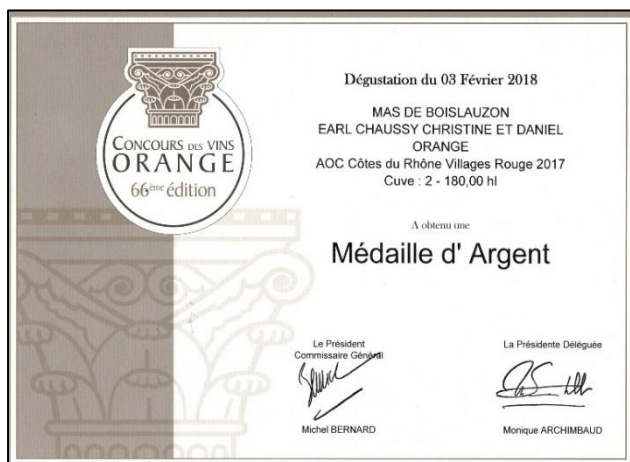 CONCOURS DES VINS
ORANGE
66ème édition
Dégustation du 03 Février 2018
MAS DE BOISLAUZON
EARL CHAUSSY CHRISTINE ET DANIEL
ORANGE
AOC Côtes du Rhône Villages Rouge 2017
Cuve : 2 - 180,00 hl
A obtenu une
Médaille d' Argent
Le Président
Commissaire Général
Michel BERNARD
La Présidente Déléguée
Monique ARCHIMBAUD